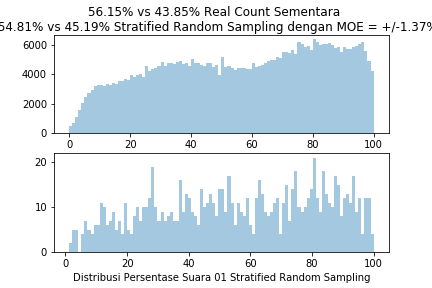 56.15% vs 43.85% Real Count Sementara
54.81% vs 45.19% Stratified Random Sampling dengan MOE = +/-1.37%
6000
4000
2000
0
0 20 40 60 80 100
20
10
0
0 20 40 60 80 100
Distribusi Persentase Suara 01 Stratified Random Sampling